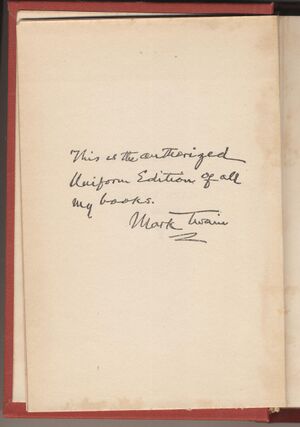 This is the authorized
Uniform Edition of all
my books.
Mark Twain